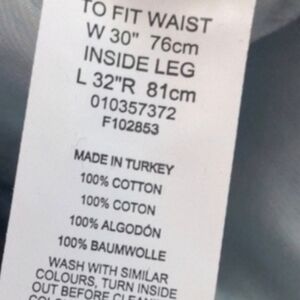 TO FIT WAIST
W 30" 76cm
INSIDE LEG
L 32"R 81cm
010357372
F102853
MADE IN TURKEY
100% COTTON
100% COTON
100% ALGODÓN
100% BAUMWOLLE
WASH WITH SIMILAR
COLOURS, TURN INSIDE
OUT BEFORE CLEAN